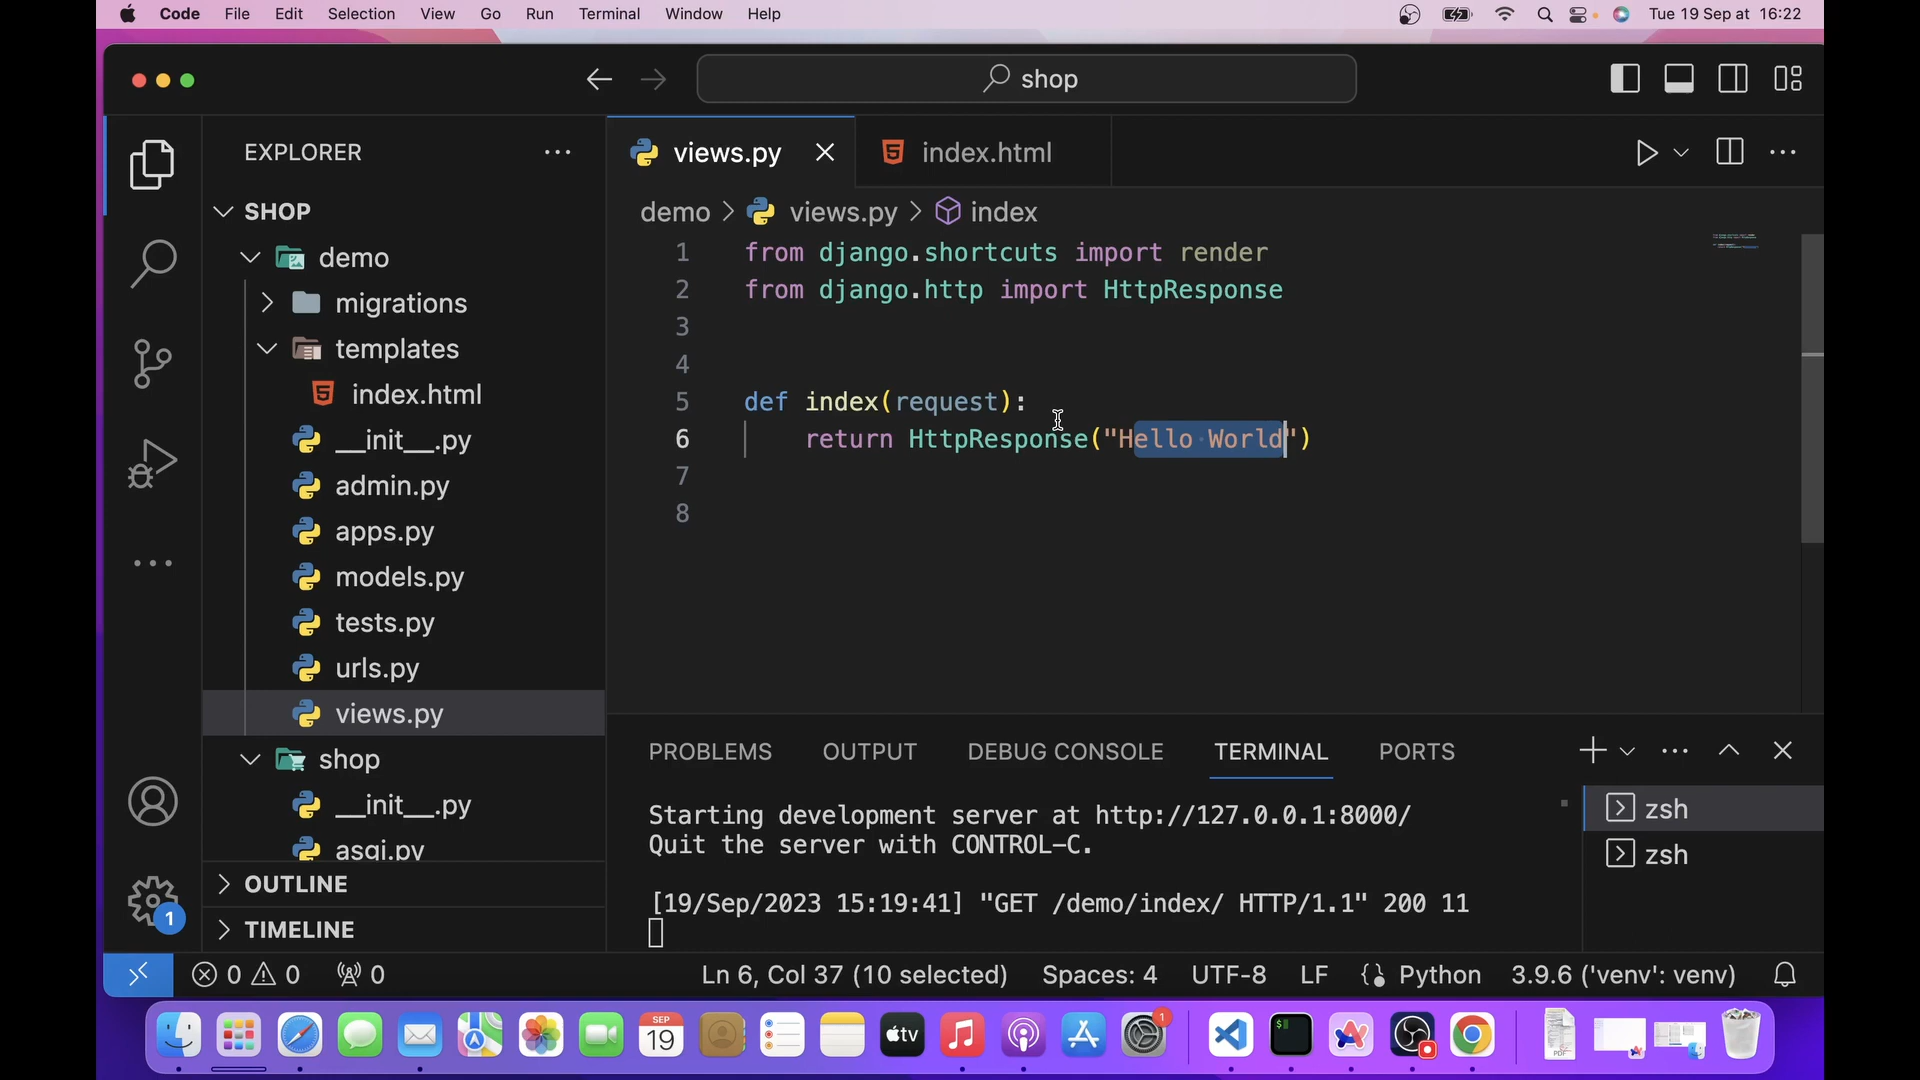 Code File Edit Selection View Go Run Terminal Window Help Tue 19 Sep at 16:22
shop
EXPLORER
views.py
index.html
SHOP
demo
migrations
templates
index.html
__init__.py
admin.py
apps.py
models.py
tests.py
urls.py
views.py
shop
__init__.py
asgi.py
OUTLINE
TIMELINE
demo > views.py > index
1 from django.shortcuts import render
2 from django.http import HttpResponse
3
4
5 def index(request):
6 return HttpResponse("Hello World")
7
8
PROBLEMS OUTPUT DEBUG CONSOLE TERMINAL PORTS
Starting development server at http://127.0.0.1:8000/
Quit the server with CONTROL-C.
[19/Sep/2023 15:19:41] "GET /demo/index/ HTTP/1.1" 200 11
zsh
zsh
1
0 0 0 Ln 6, Col 37 (10 selected) Spaces: 4 UTF-8 LF Python 3.9.6 ('venv': venv)
SEP
19
tv
1
$
PDF